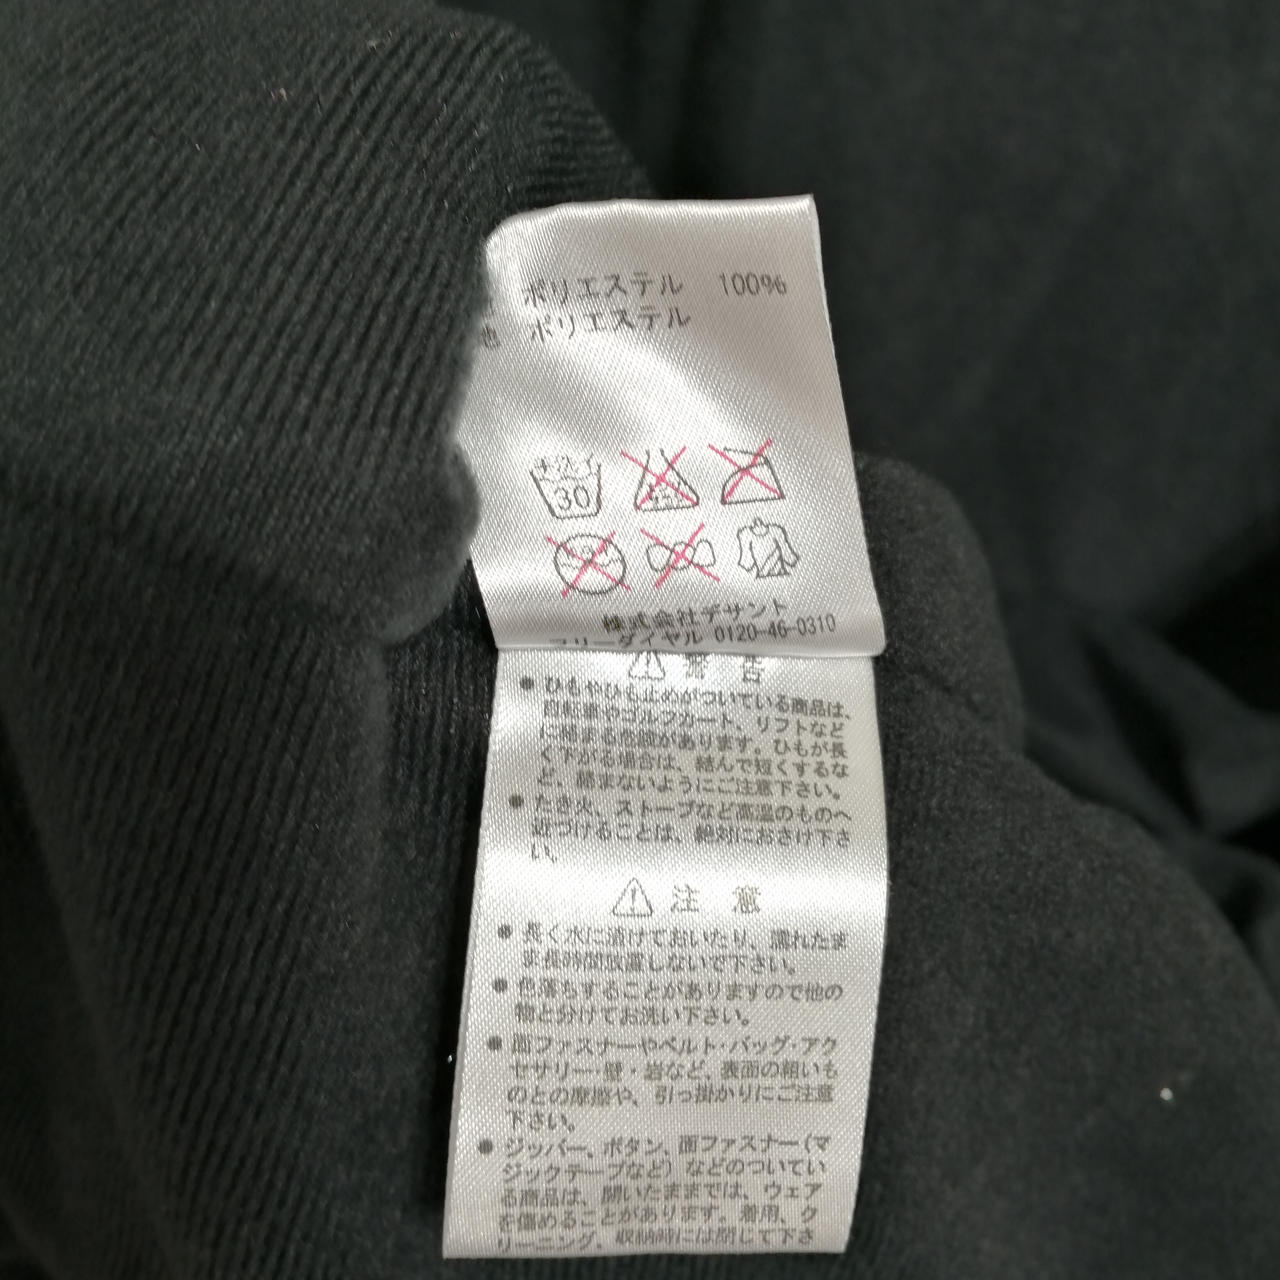 ポリエステル 100%
地 ポリエステル
30
株式会社デサント
フリーダイヤル 0120-46-0310
警 告
● ひもやひも止めがついている商品は、
自転車やゴルフカート、リフトなど
に絡まる危険があります。ひもが長
く下がる場合は、結んで短くするな
ど、絡まないようにご注意下さい。
● たき火、ストーブなど高温のものへ
近づけることは、絶対におさけ下さ
い。
注 意
● 長く水に漬けておいたり、濡れたま
ま長時間放置しないで下さい。
● 色落ちすることがありますので他の
物と分けてお洗い下さい。
● 面ファスナーやベルト・バッグ・アク
セサリー・壁・岩など、表面の粗いも
のとの摩擦や、引っ掛かりにご注意
下さい。
● ジッパー、ボタン、面ファスナー(マ
ジックテープなど)などのついてい
る商品は、開いたままでは、ウェア
を傷めることがあります。着用、ク
リーニング、収納時には閉じて下さ